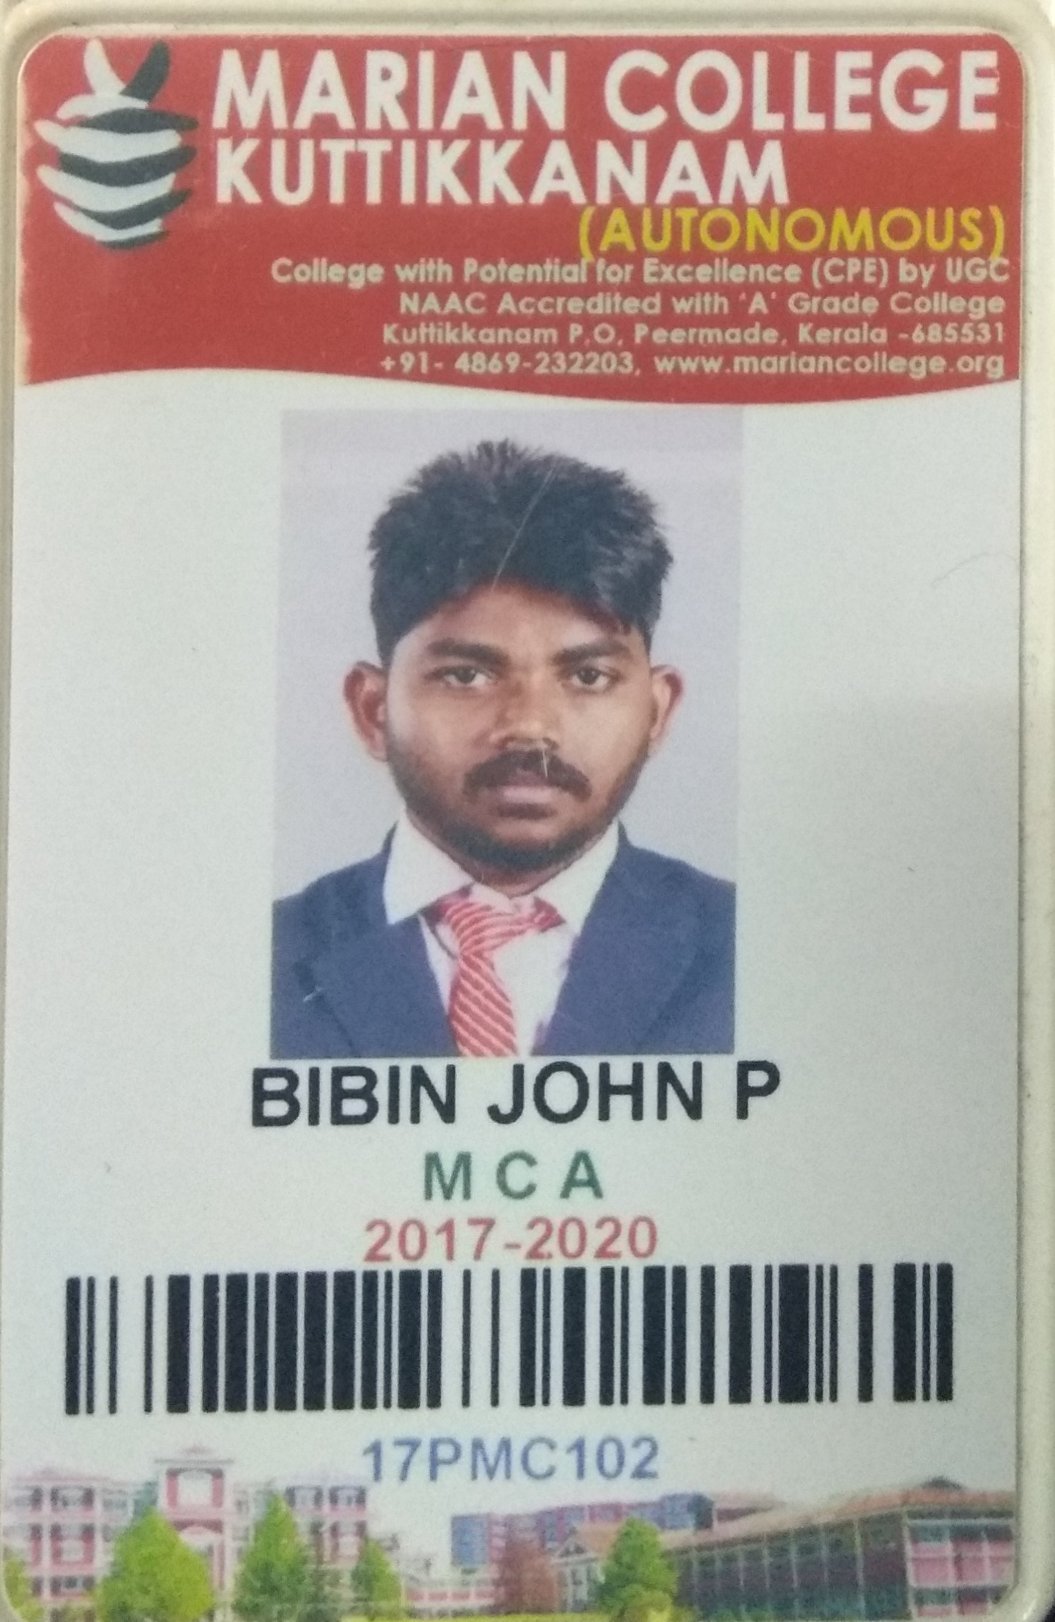 MARIAN COLLEGE
KUTTIKKANAM
(AUTONOMOUS)
College with Potential for Excellence (CPE) by UGC
NAAC Accredited with 'A' Grade College
Kuttikkanam P.O, Peermade, Kerala -685531
+91- 4869-232203, www.mariancollege.org
BIBIN JOHN P
M C A
2017-2020
17PMC102